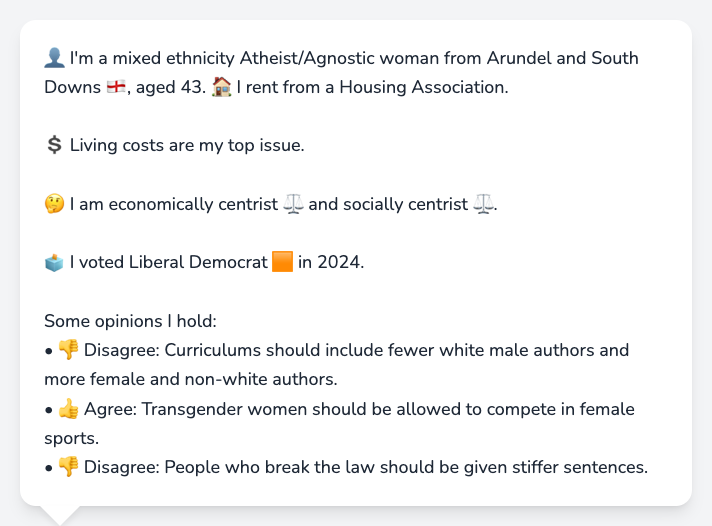 👤 I'm a mixed ethnicity Atheist/Agnostic woman from Arundel and South
Downs 🏴󠁧󠁢󠁥󠁮󠁧󠁿, aged 43. 🏠 I rent from a Housing Association.
💲 Living costs are my top issue.
🤔 I am economically centrist ⚖️ and socially centrist ⚖️.
🗳️ I voted Liberal Democrat 🟧 in 2024.
Some opinions I hold:
• 👎 Disagree: Curriculums should include fewer white male authors and
more female and non-white authors.
• 👍 Agree: Transgender women should be allowed to compete in female
sports.
• 👎 Disagree: People who break the law should be given stiffer sentences.